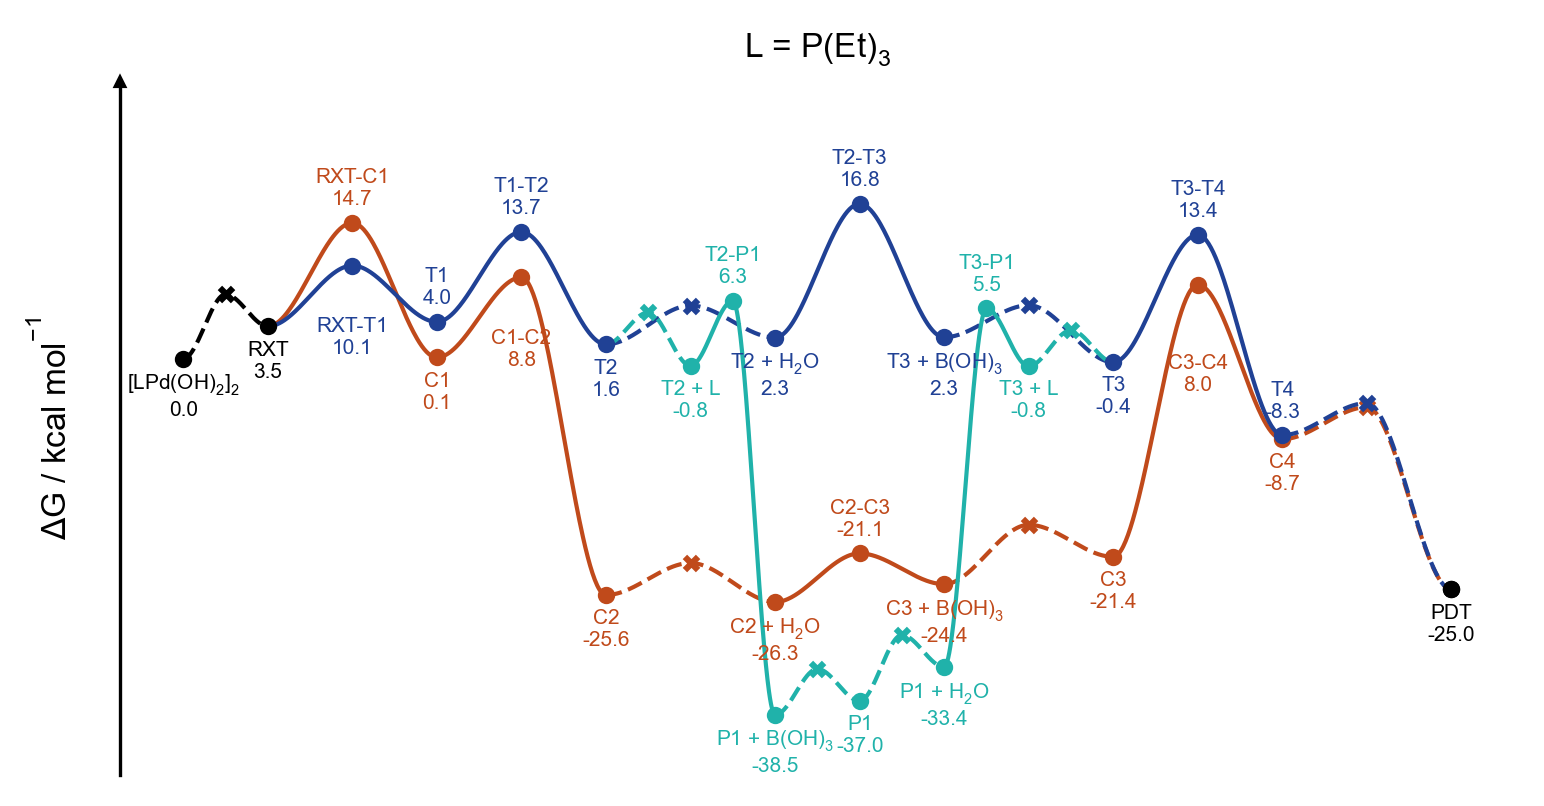 L = P(Et)₃
ΔG / kcal mol⁻¹
[LPd(OH)₂]₂
0.0
RXT
3.5
RXT-C1
14.7
RXT-T1
10.1
T1
4.0
C1
0.1
T1-T2
13.7
C1-C2
8.8
T2
1.6
C2
-25.6
T2 + L
-0.8
T2-P1
6.3
T2 + H₂O
2.3
C2 + H₂O
-26.3
P1 + B(OH)₃
-38.5
T2-T3
16.8
C2-C3
-21.1
P1
-37.0
T3 + B(OH)₃
2.3
C3 + B(OH)₃
-24.4
P1 + H₂O
-33.4
T3-P1
5.5
T3 + L
-0.8
T3
-0.4
C3
-21.4
T3-T4
13.4
C3-C4
8.0
T4
-8.3
C4
-8.7
PDT
-25.0